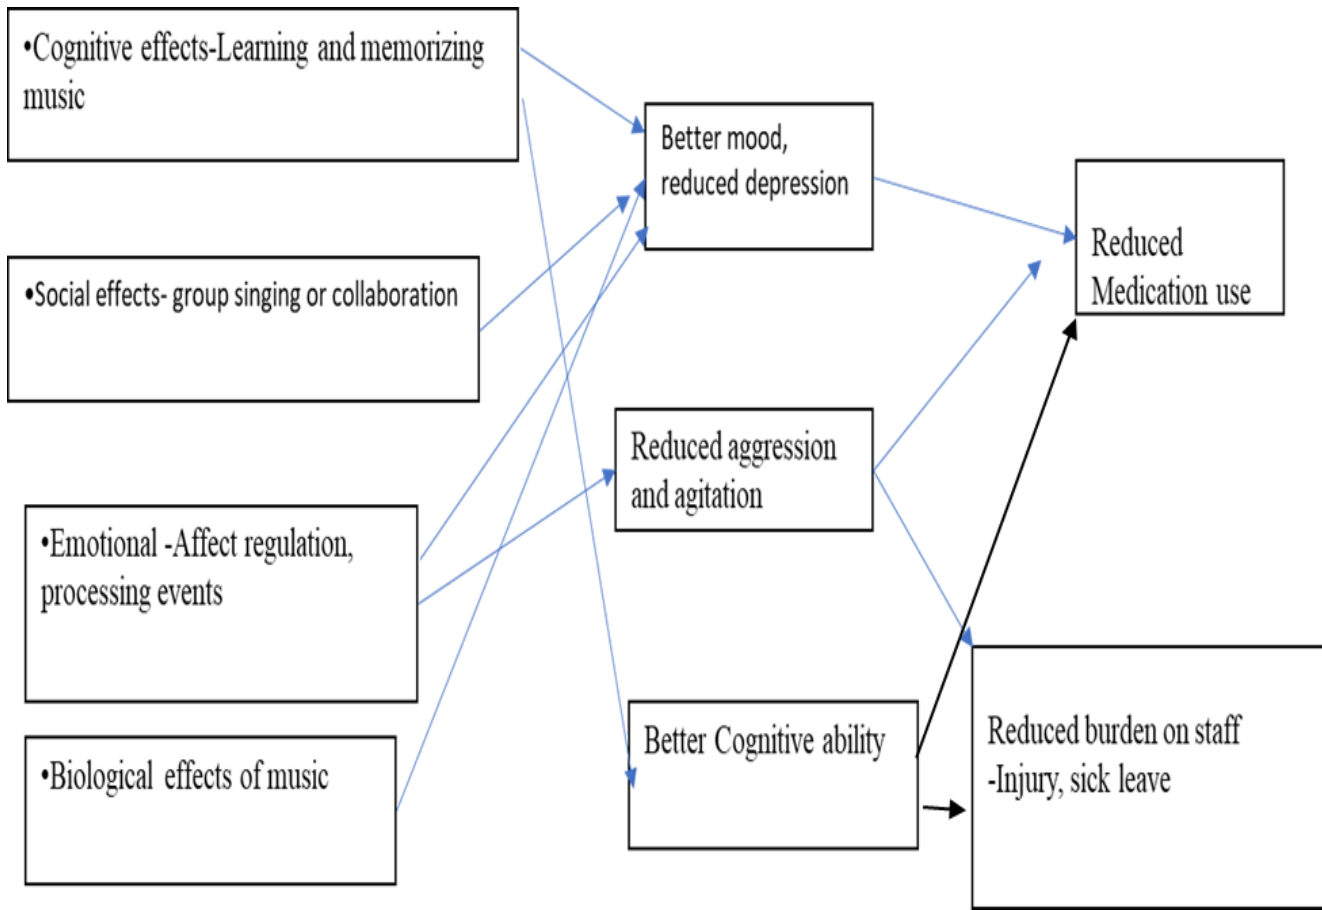 •Cognitive effects-Learning and memorizing
music
Better mood,
reduced depression
Reduced
Medication use
•Social effects- group singing or collaboration
Reduced aggression
and agitation
•Emotional -Affect regulation,
processing events
Better Cognitive ability
Reduced burden on staff
-Injury, sick leave
•Biological effects of music